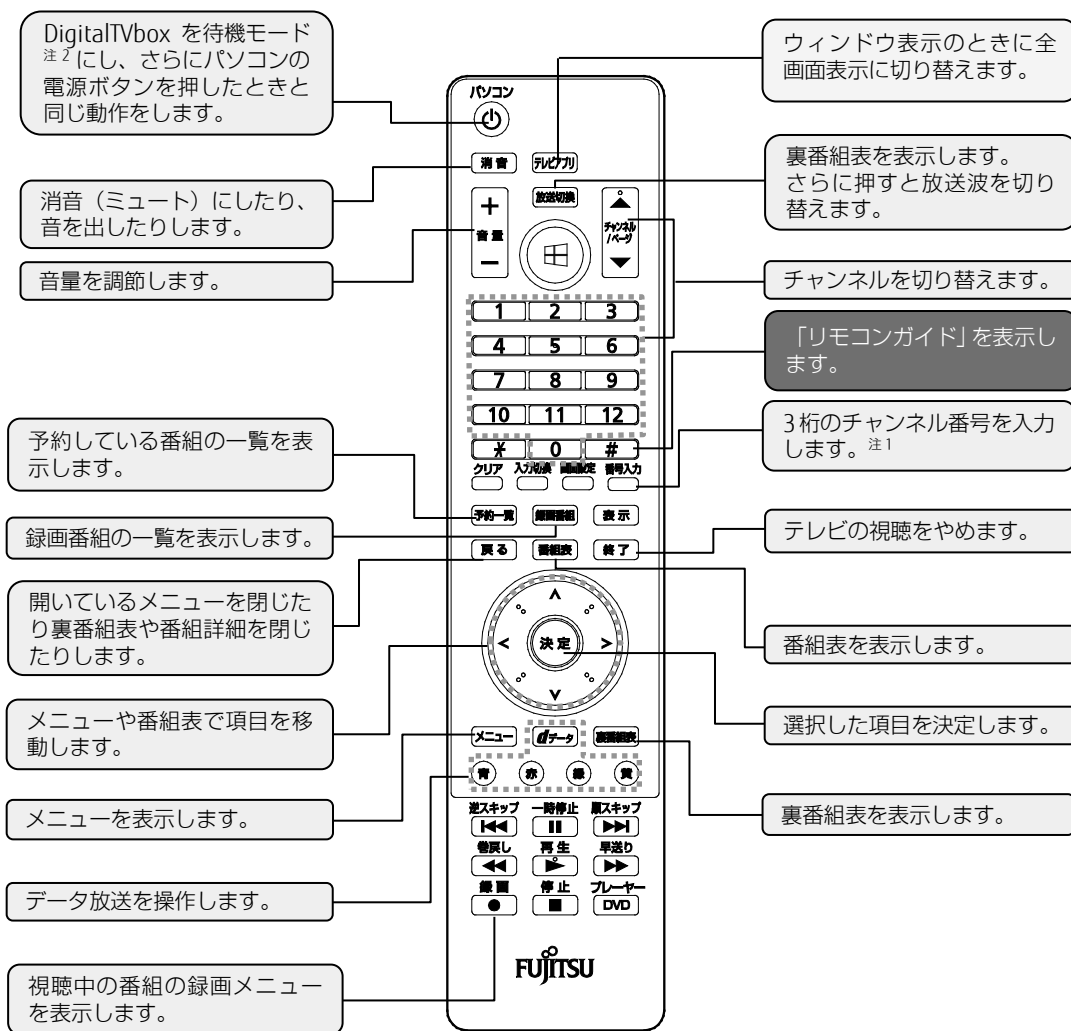 DigitalTVbox を待機モード
注2にし、さらにパソコンの
電源ボタンを押したときと
同じ動作をします。
消音（ミュート）にしたり、
音を出したりします。
音量を調節します。
予約している番組の一覧を表
示します。
録画番組の一覧を表示します。
開いているメニューを閉じた
り裏番組表や番組詳細を閉じ
たりします。
メニューや番組表で項目を移
動します。
メニューを表示します。
データ放送を操作します。
視聴中の番組の録画メニュー
を表示します。
パソコン
消音 テレビアプリ
放送切換
+
音量
−
チャンネル
/ページ
1 2 3
4 5 6
7 8 9
10 11 12
* 0 #
クリア 入力切換 画面設定 番号入力
予約一覧 録画番組 表示
戻る 番組表 終了
決定
メニュー dデータ 裏番組表
青 赤 緑 黄
逆スキップ 一時停止 順スキップ
巻戻し 再生 早送り
録画 停止 プレーヤー
DVD
FUJITSU
ウィンドウ表示のときに全
画面表示に切り替えます。
裏番組表を表示します。
さらに押すと放送波を切り
替えます。
チャンネルを切り替えます。
「リモコンガイド」を表示し
ます。
3桁のチャンネル番号を入力
します。注1
テレビの視聴をやめます。
番組表を表示します。
選択した項目を決定します。
裏番組表を表示します。